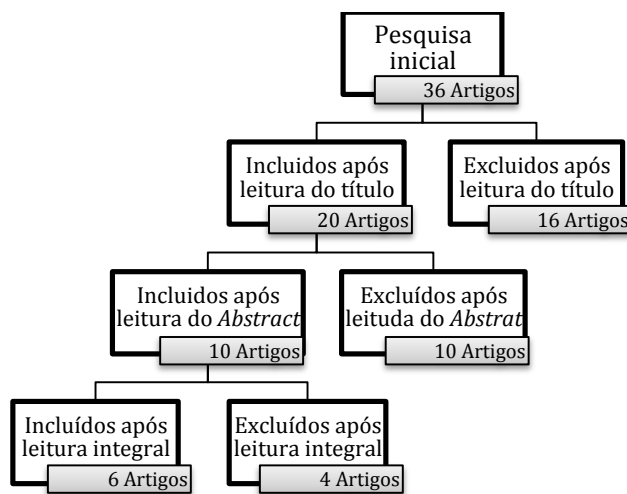 Pesquisa
inicial
36 Artigos
Incluidos após
leitura do título
20 Artigos
Excluidos após
leitura do título
16 Artigos
Incluidos após
leitura do Abstract
10 Artigos
Excluídos após
leituda do Abstrat
10 Artigos
Incluídos após
leitura integral
6 Artigos
Excluídos após
leitura integral
4 Artigos